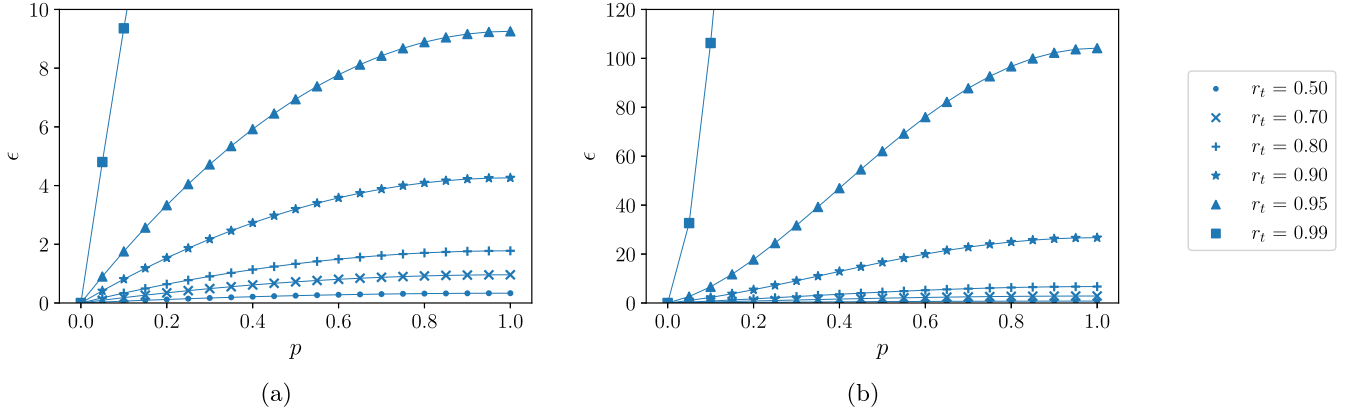 10
8
6
4
2
0
ϵ
0.0 0.2 0.4 0.6 0.8 1.0
p
(a)
120
100
80
60
40
20
0
ϵ
0.0 0.2 0.4 0.6 0.8 1.0
p
(b)
r_t = 0.50
r_t = 0.70
r_t = 0.80
r_t = 0.90
r_t = 0.95
r_t = 0.99